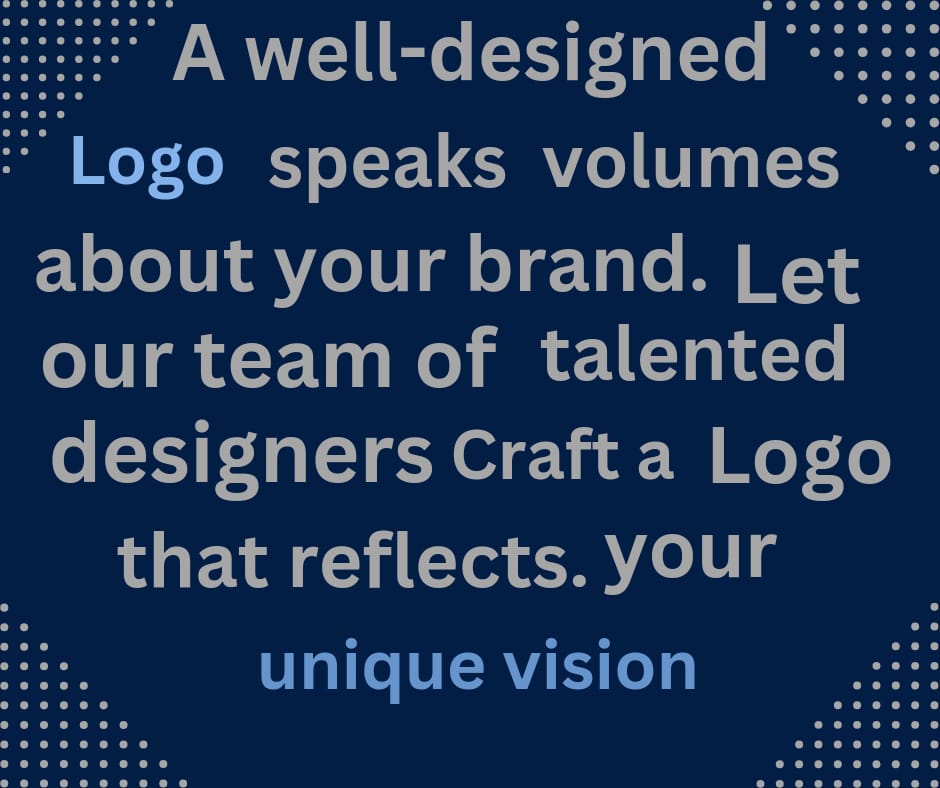 A well-designed
Logo speaks volumes
about your brand. Let
our team of talented
designers Craft a Logo
that reflects. your
unique vision